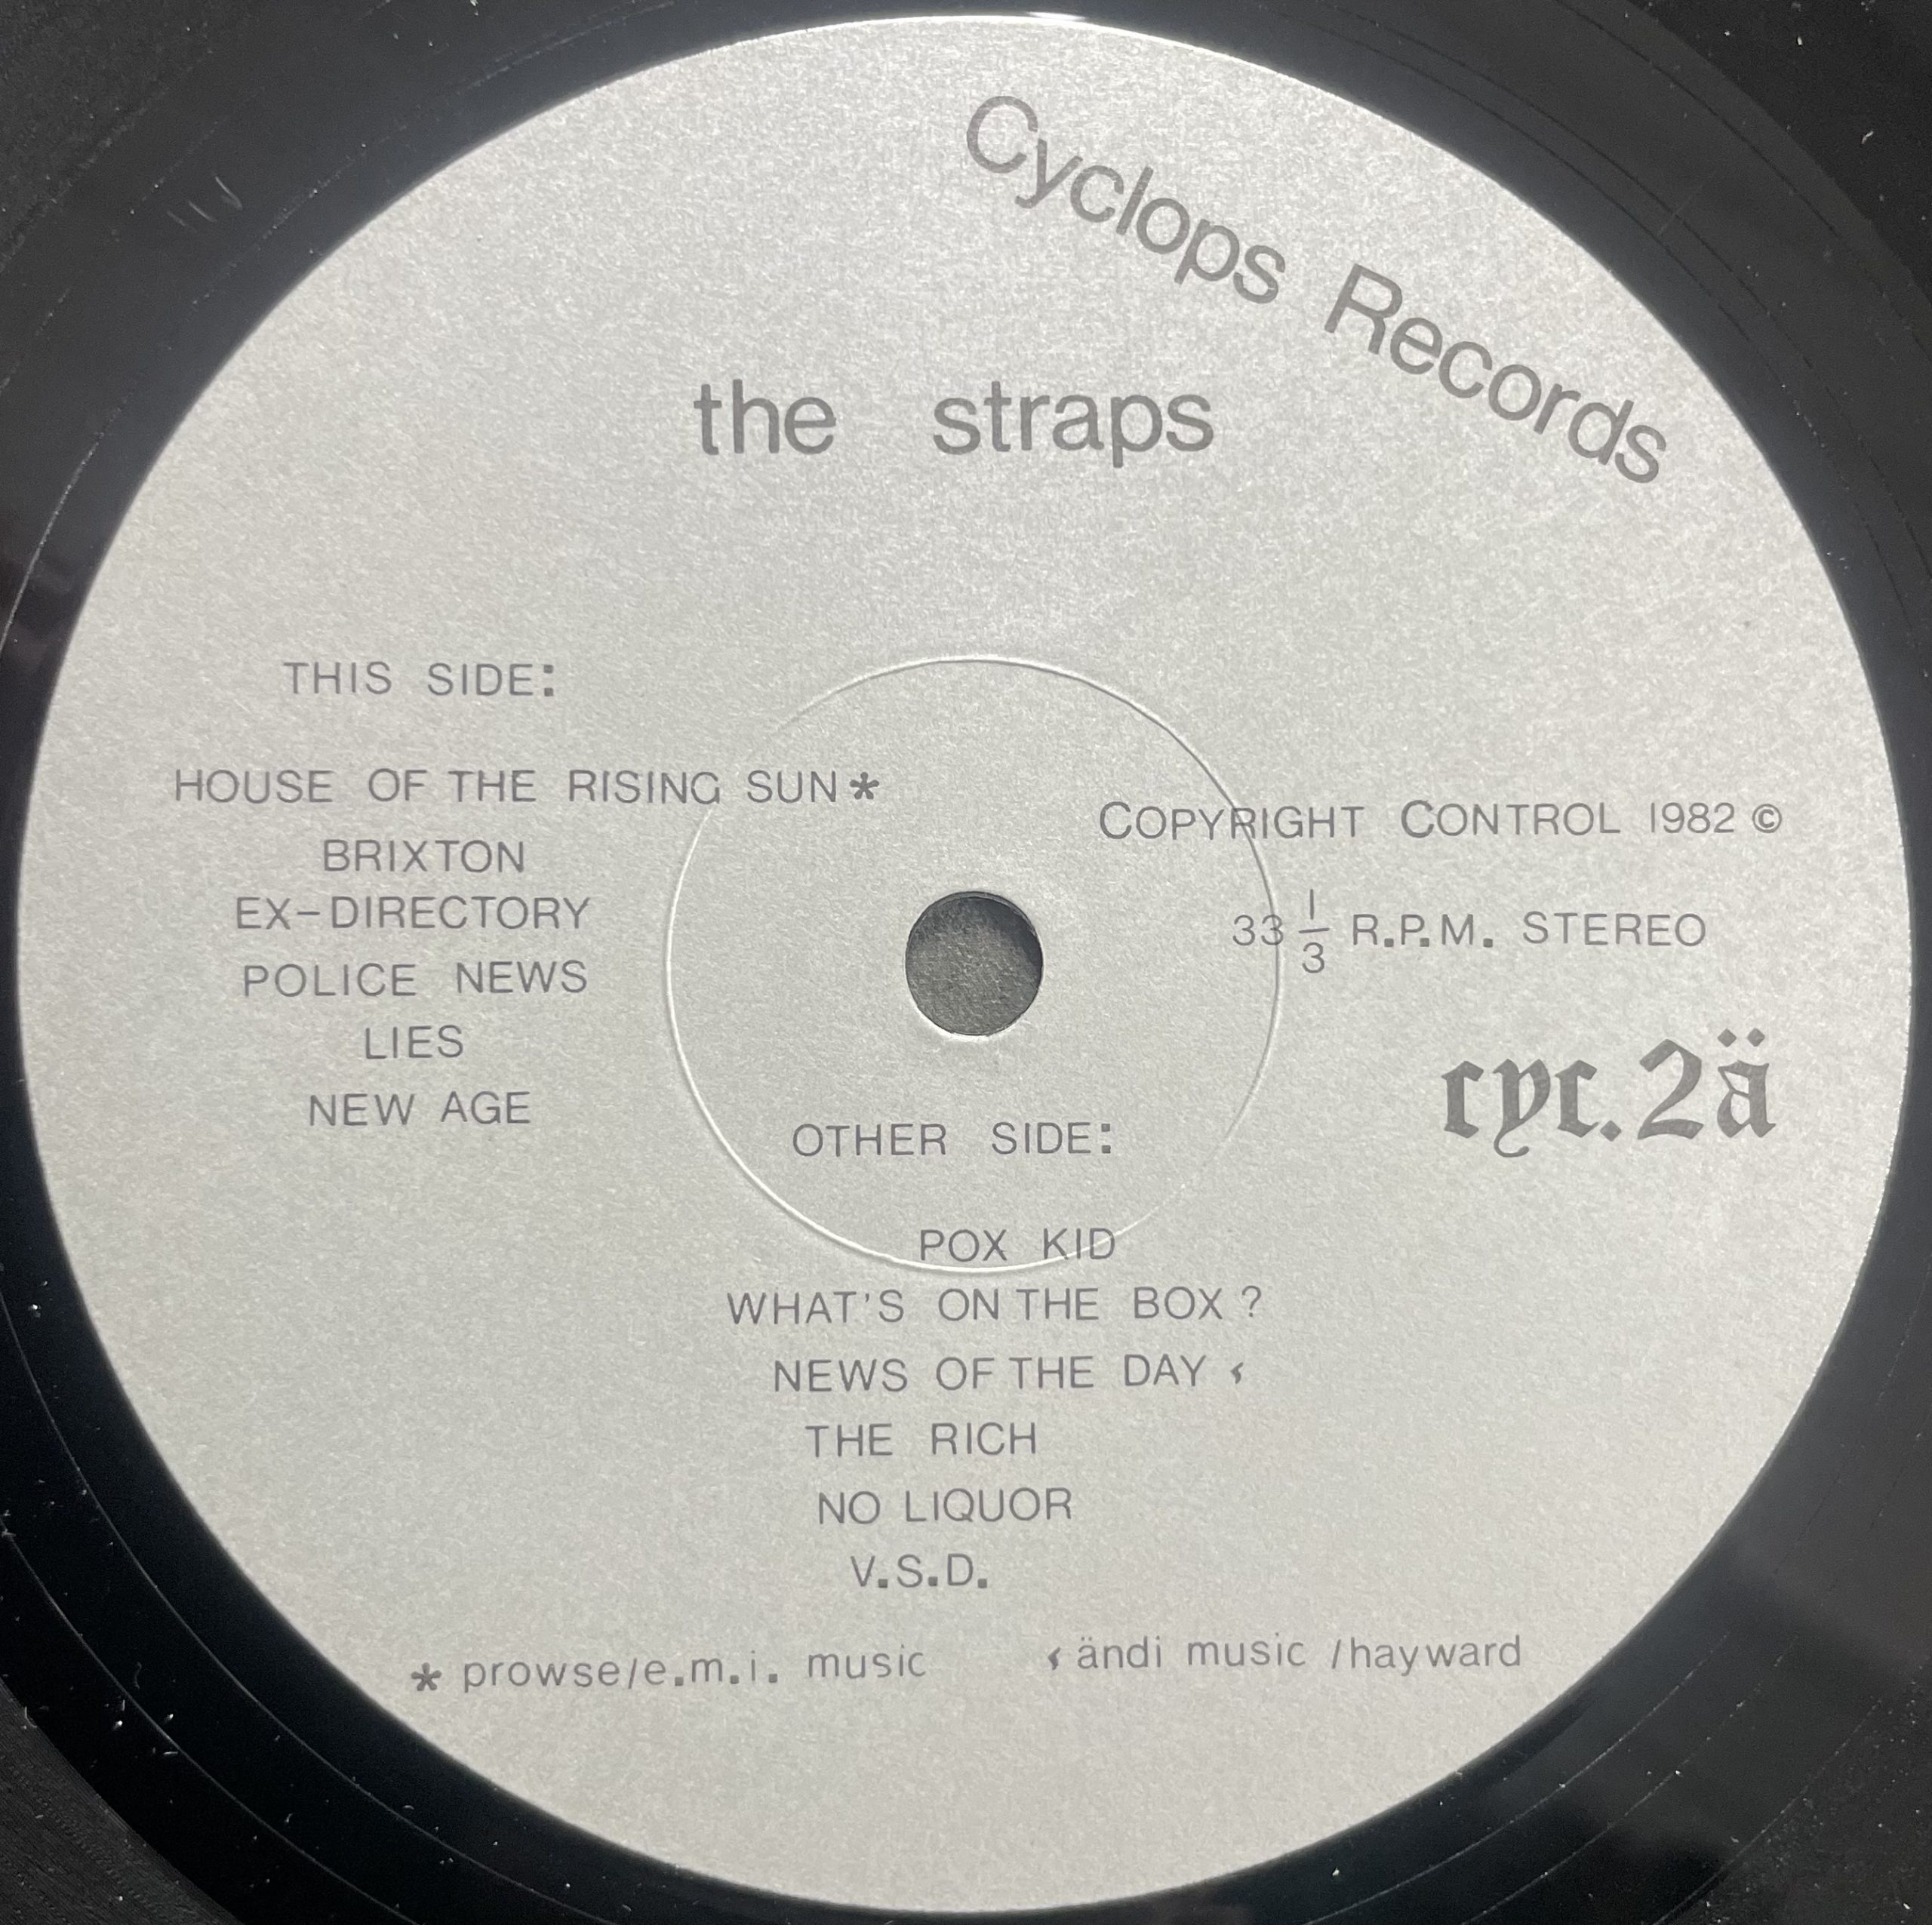 Cyclops Records
the straps
THIS SIDE:
HOUSE OF THE RISING SUN *
BRIXTON
EX-DIRECTORY
POLICE NEWS
LIES
NEW AGE
COPYRIGHT CONTROL 1982 ©
33 1/3 R.P.M. STEREO
cyc.2ä
OTHER SIDE:
POX KID
WHAT'S ON THE BOX ?
NEWS OF THE DAY ‹
THE RICH
NO LIQUOR
V.S.D.
* prowse/e.m.i. music ‹ ändi music /hayward